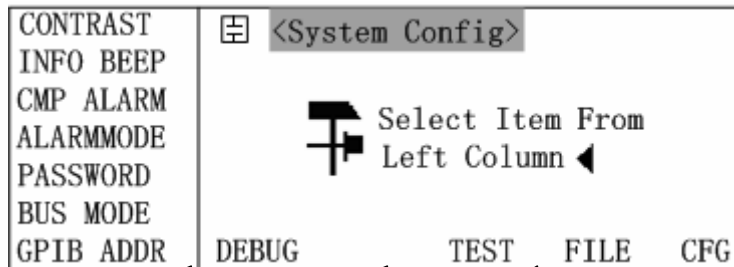 CONTRAST
INFO BEEP
CMP ALARM
ALARMMODE
PASSWORD
BUS MODE
GPIB ADDR
<System Config>
Select Item From
Left Column
DEBUG TEST FILE CFG